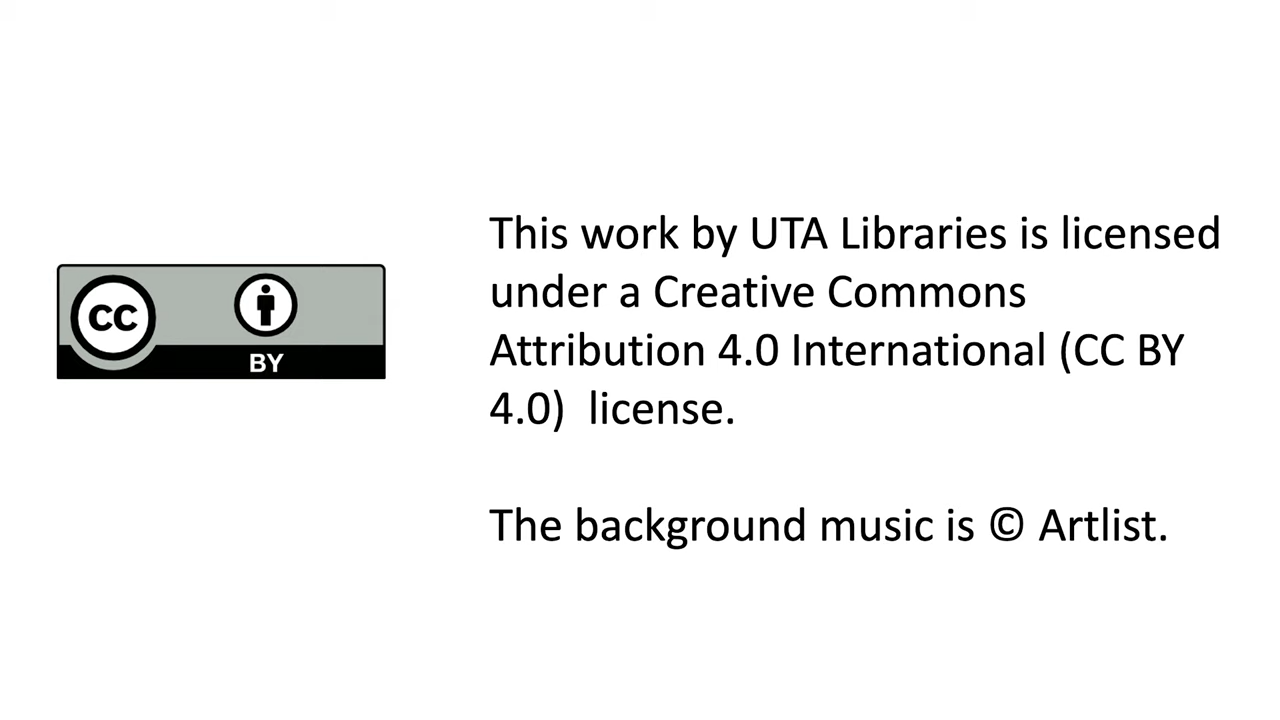 CC
BY
This work by UTA Libraries is licensed
under a Creative Commons
Attribution 4.0 International (CC BY
4.0)  license.
The background music is © Artlist.